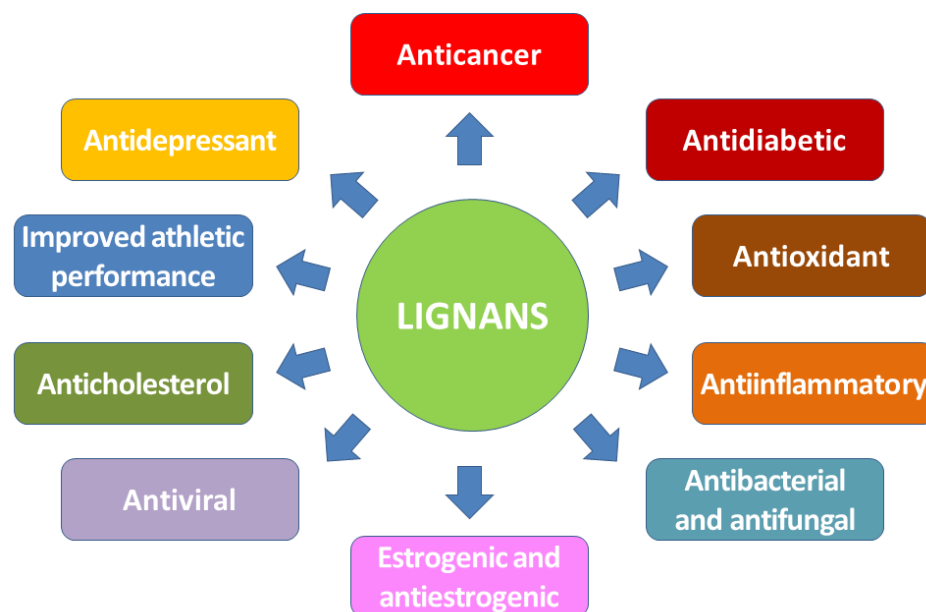 Anticancer
Antidepressant
Antidiabetic
Improved athletic
performance
Antioxidant
LIGNANS
Anticholesterol
Antiinflammatory
Antiviral
Antibacterial
and antifungal
Estrogenic and
antiestrogenic